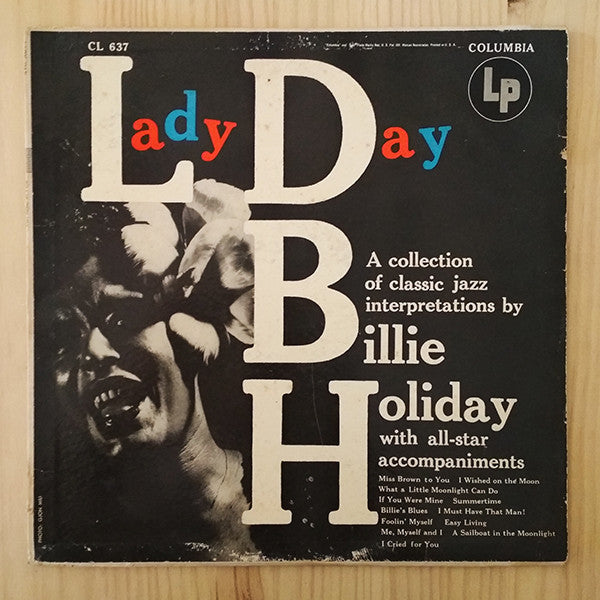 CL 637
COLUMBIA
Lp
Lady Day
A collection
of classic jazz
interpretations by
Billie
Holiday
with all-star
accompaniments
Miss Brown to You I Wished on the Moon
What a Little Moonlight Can Do
If You Were Mine Summertime
Billie's Blues I Must Have That Man!
Foolin' Myself Easy Living
Me, Myself and I A Sailboat in the Moonlight
I Cried for You